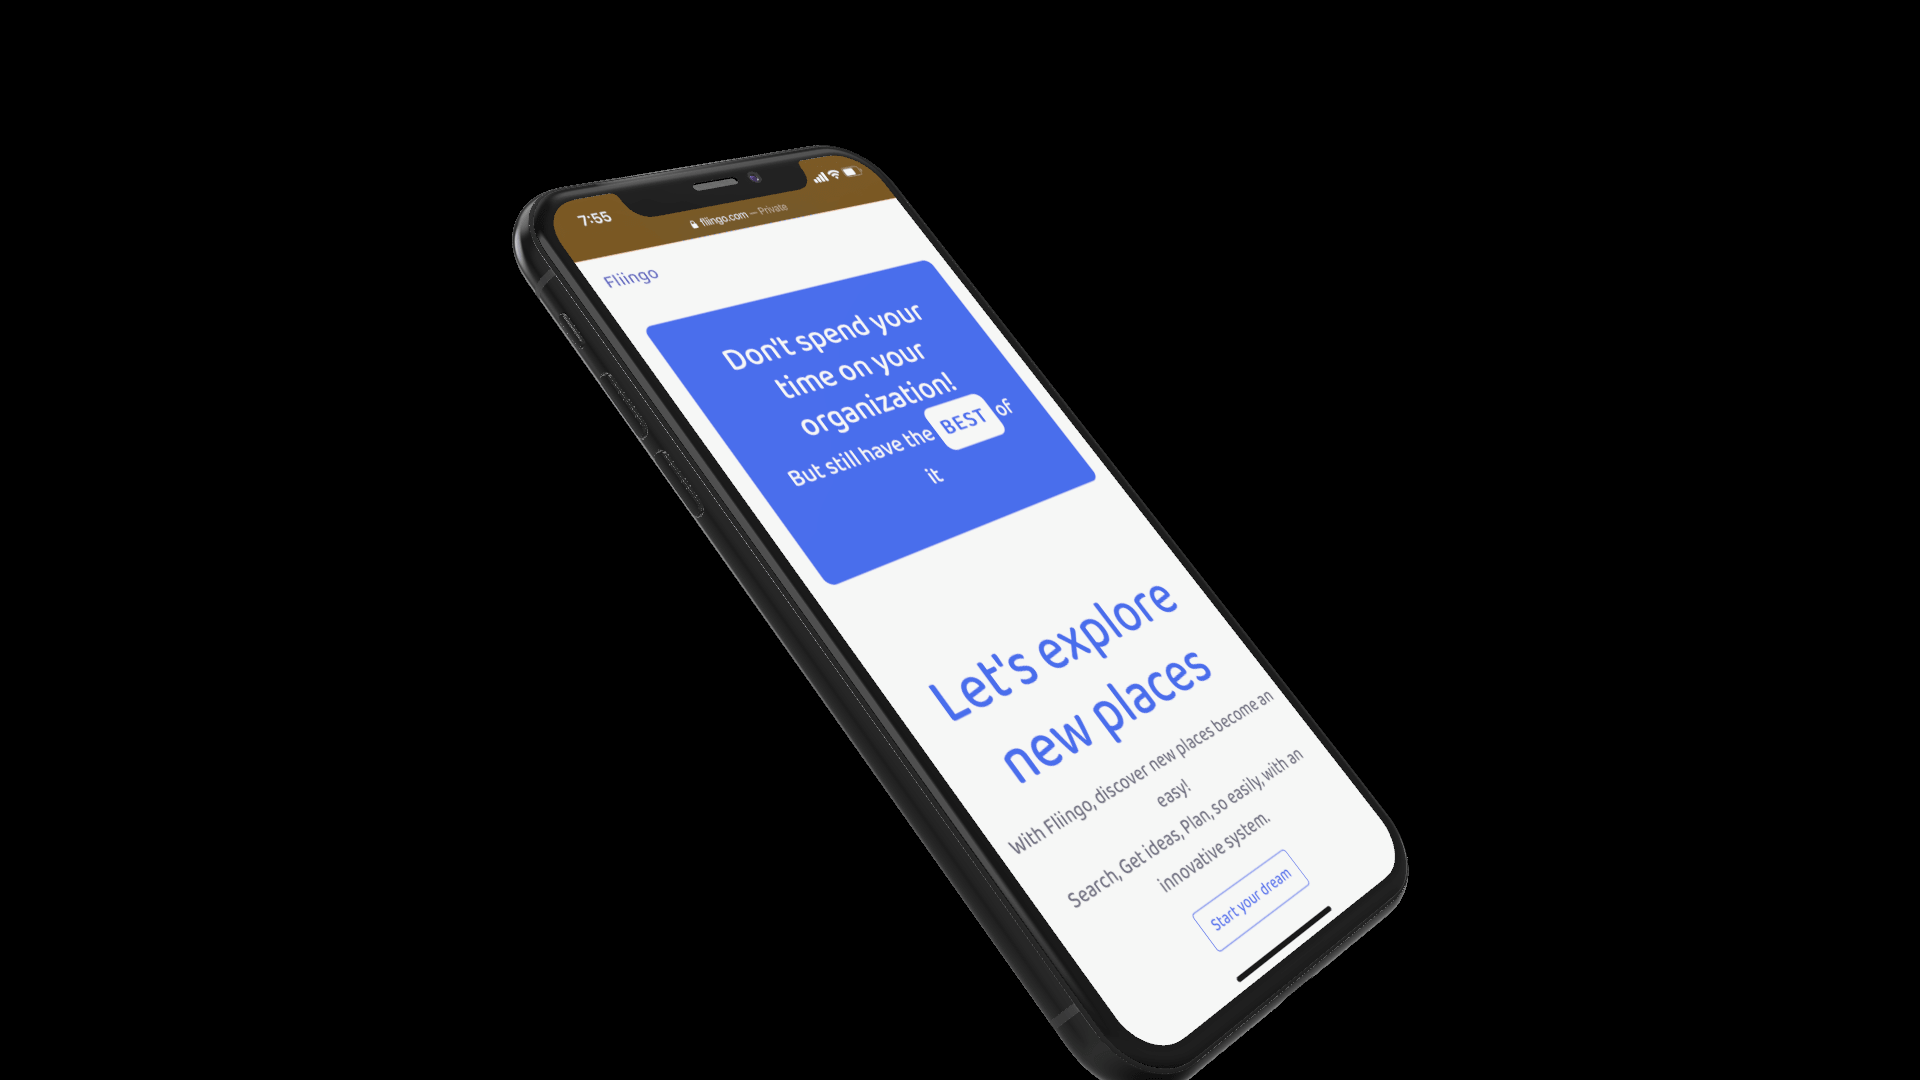 7:55
fliingo.com — Private
Fliingo
Don't spend your
time on your
organization!
But still have the BEST of
it
Let's explore
new places
With Fliingo, discover new places become an
easy!
Search, Get ideas, Plan, so easily, with an
innovative system.
Start your dream